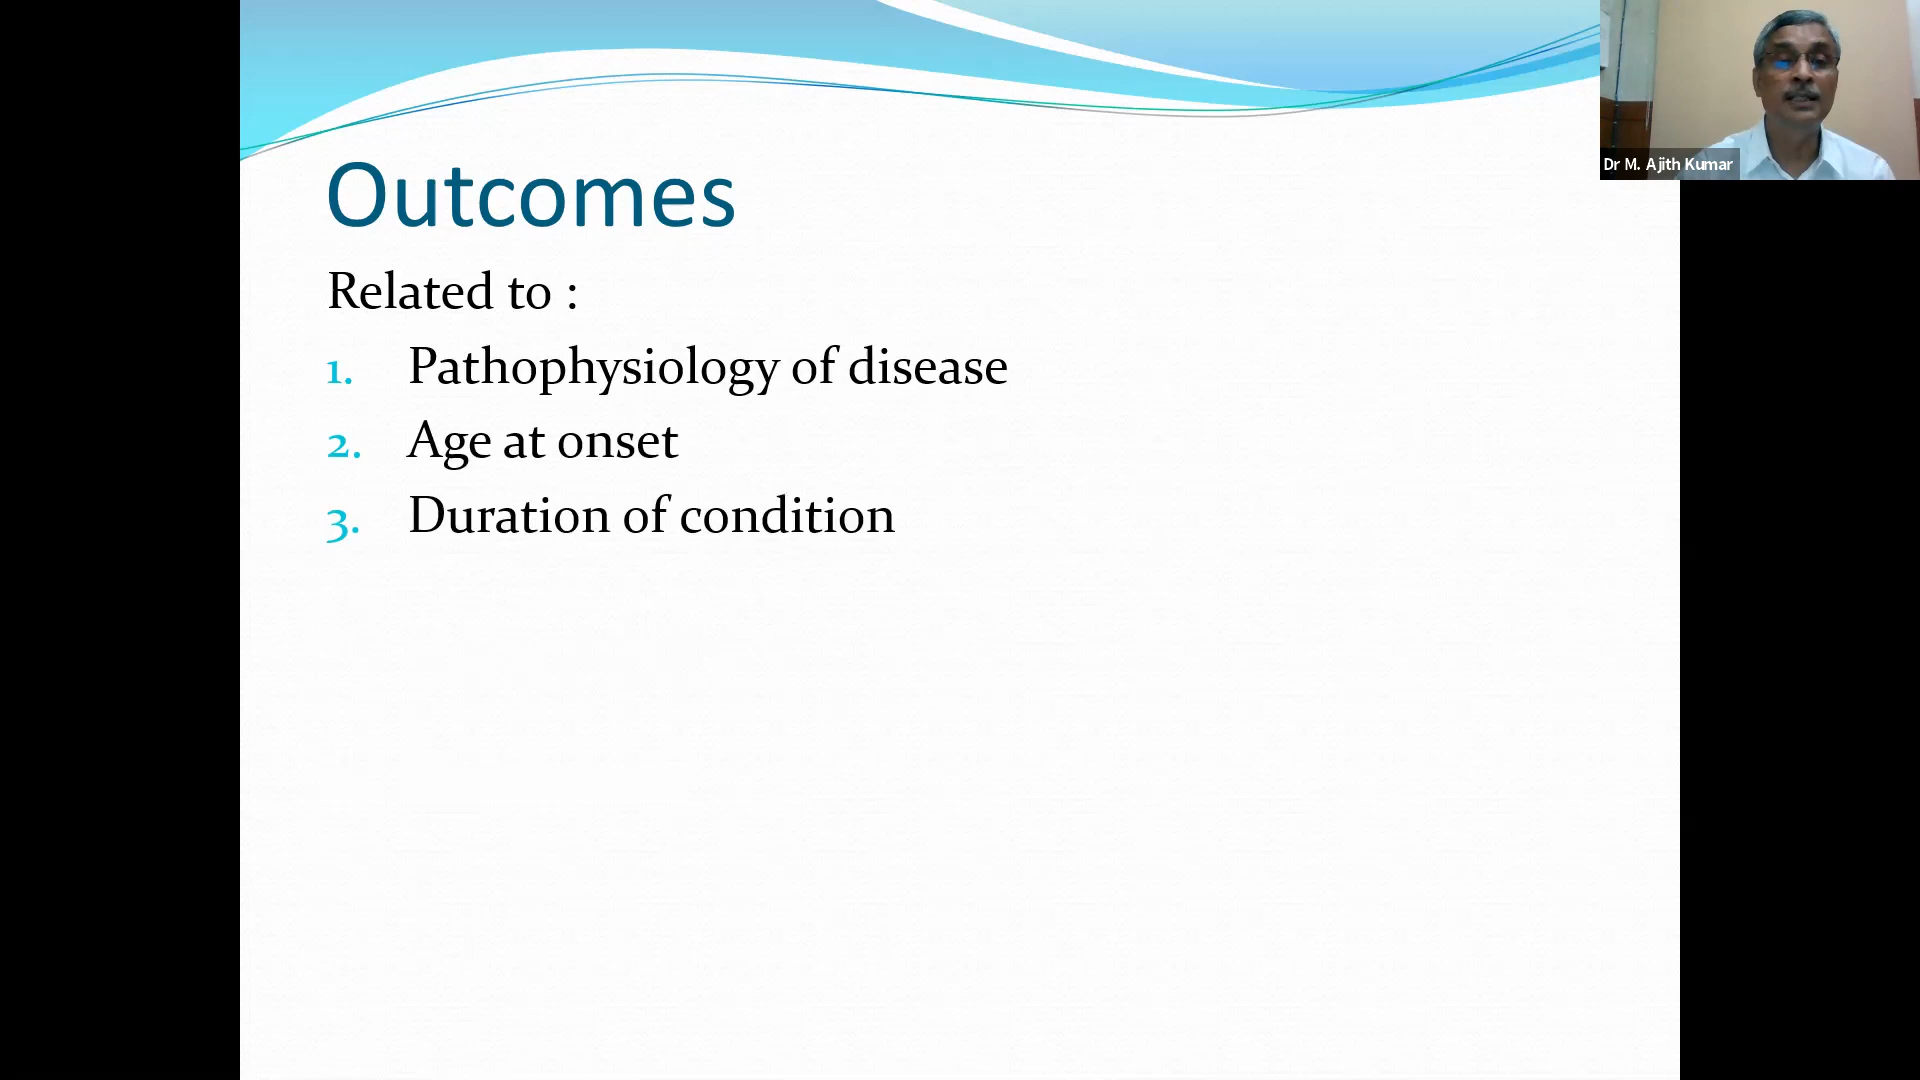 Dr M. Ajith Kumar
Outcomes
Related to :
1. Pathophysiology of disease
2. Age at onset
3. Duration of condition